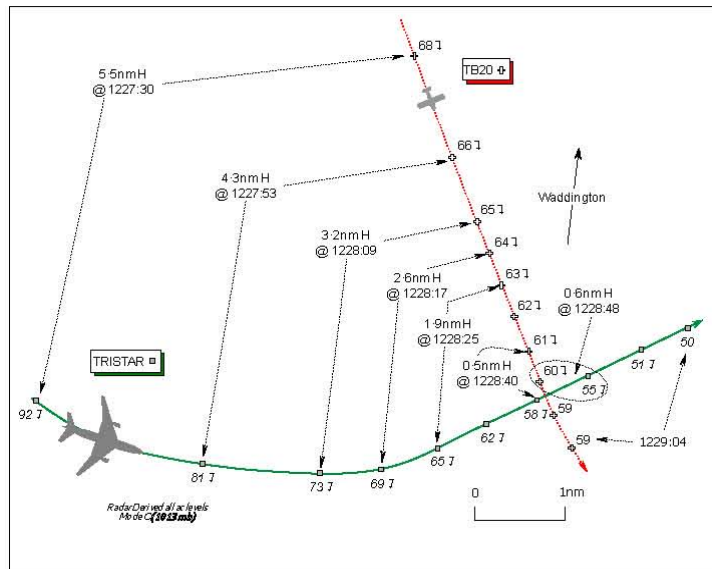 68↓
TB20
5·5nmH
@ 1227:30
66↓
4·3nmH
@ 1227:53
Waddington
65↓
3·2nmH
@ 1228:09
64↓
2·6nmH
@ 1228:17
63↓
0·6nmH
@ 1228:48
62↓
1·9nmH
@ 1228:25
61↓
TRISTAR
0·5nmH
@ 1228:40
60↓
50
51↓
55↓
92↓
58↓
59
62↓
59
1229:04
65↓
81↓
73↓
69↓
0
1nm
Radar Derived all ac levels
Mode C (1013mb)